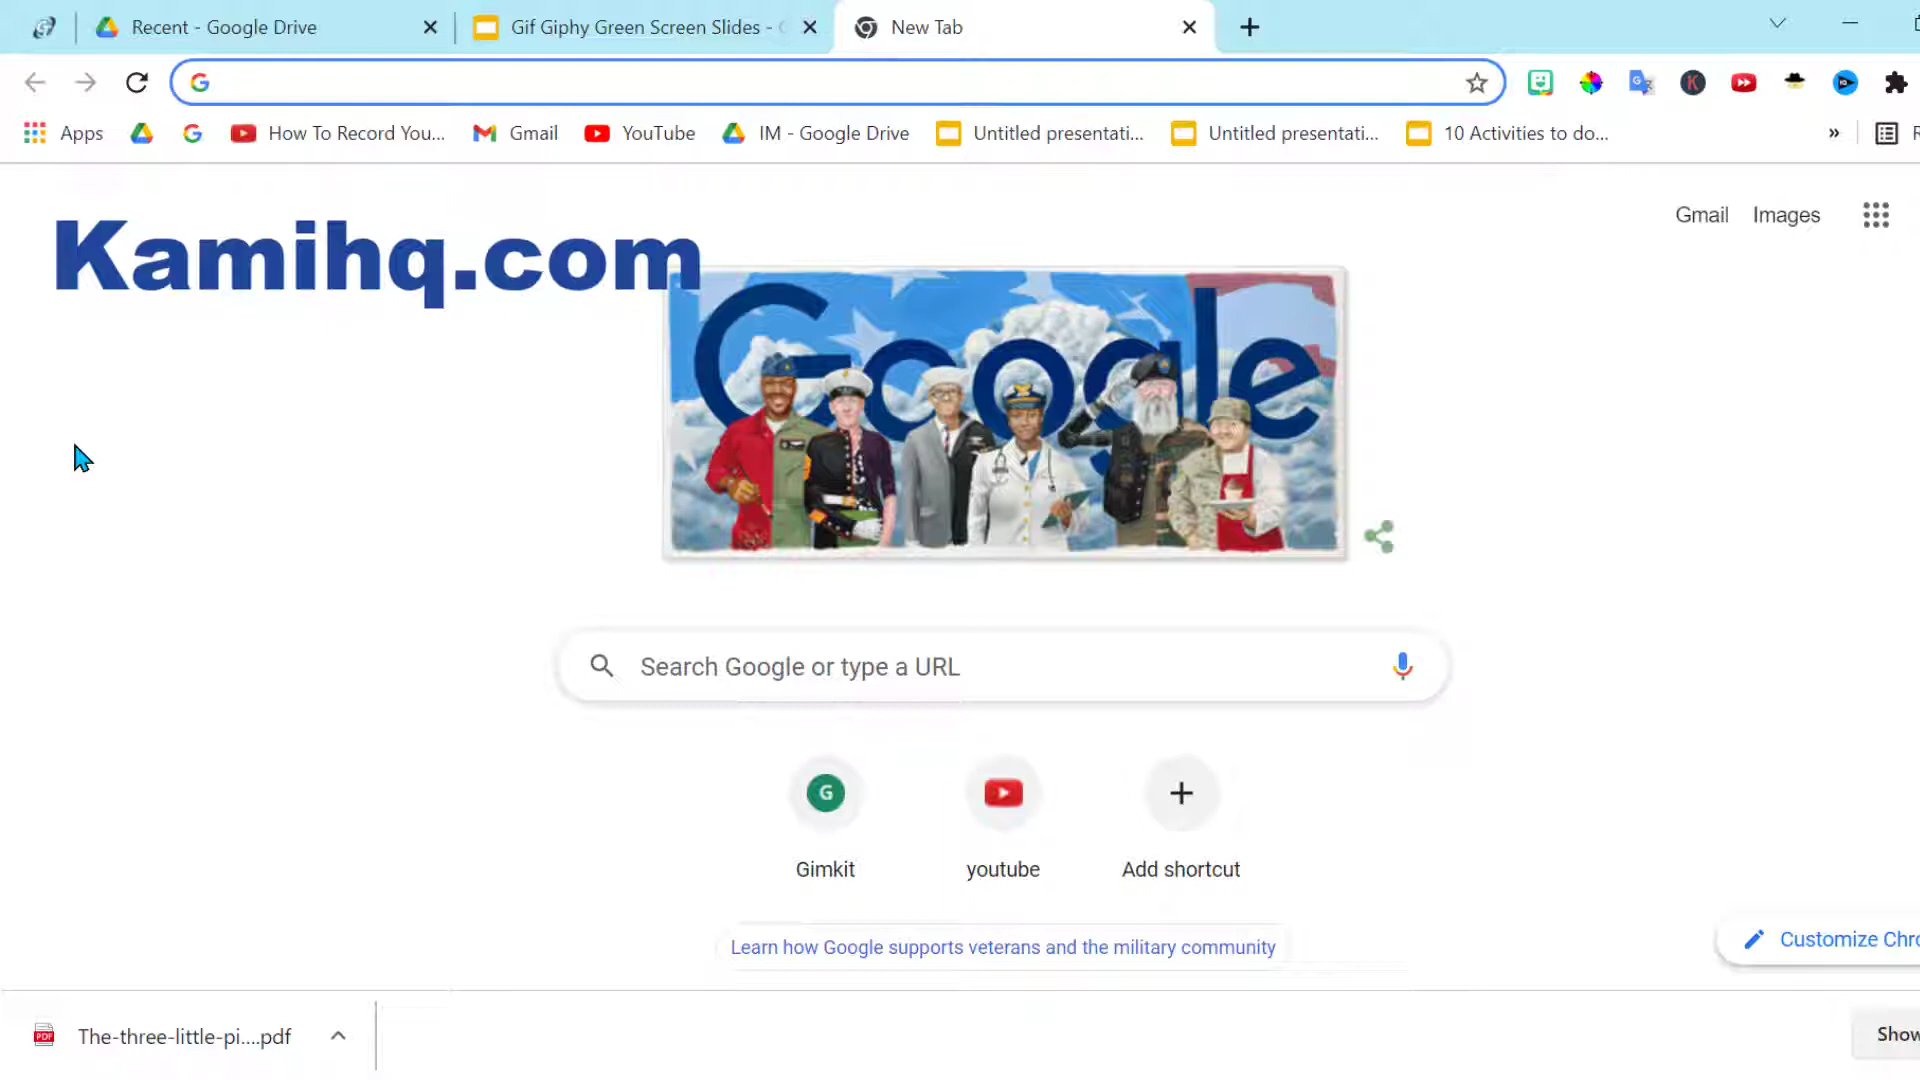 Recent - Google Drive
Gif Giphy Green Screen Slides -
New Tab
Apps
How To Record You...
Gmail
YouTube
IM - Google Drive
Untitled presentati...
Untitled presentati...
10 Activities to do...
»
Gmail
Images
Kamihq.com
Google
Search Google or type a URL
G
Gimkit
youtube
Add shortcut
Learn how Google supports veterans and the military community
Customize Chro
PDF
The-three-little-pi....pdf
Show